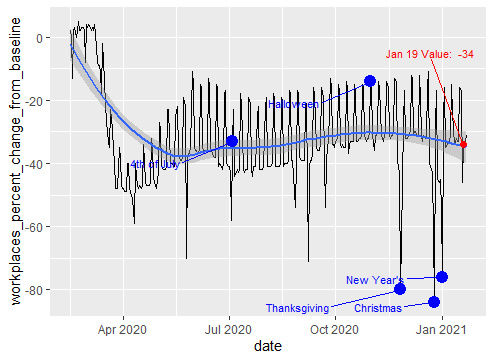 workplaces_percent_change_from_baseline
0
-20
-40
-60
-80
Jan 19 Value: -34
Halloween
4th of July
New Year's
Thanksgiving
Christmas
Apr 2020
Jul 2020
Oct 2020
Jan 2021
date